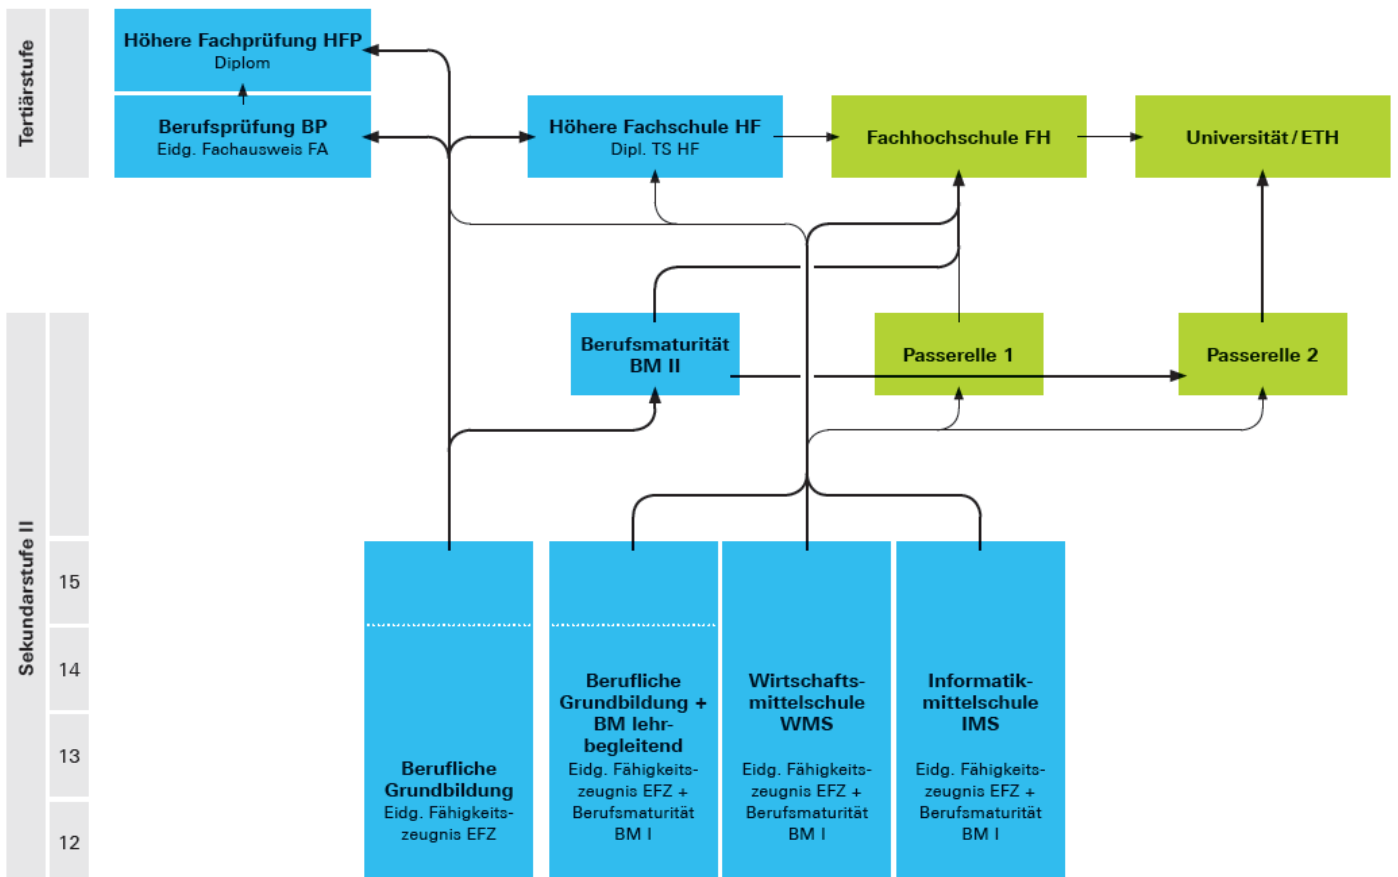 Tertiärstufe
Höhere Fachprüfung HFP
Diplom
Berufsprüfung BP
Eidg. Fachausweis FA
Höhere Fachschule HF
Dipl. TS HF
Fachhochschule FH
Universität/ETH
Sekundarstufe II
Berufsmaturität
BM II
Passerelle 1
Passerelle 2
15
14
13
12
Berufliche
Grundbildung
Eidg. Fähigkeits-
zeugnis EFZ
Berufliche
Grundbildung +
BM lehr-
begleitend
Eidg. Fähigkeits-
zeugnis EFZ +
Berufsmaturität
BM I
Wirtschafts-
mittelschule
WMS
Eidg. Fähigkeits-
zeugnis EFZ +
Berufsmaturität
BM I
Informatik-
mittelschule
IMS
Eidg. Fähigkeits-
zeugnis EFZ +
Berufsmaturität
BM I